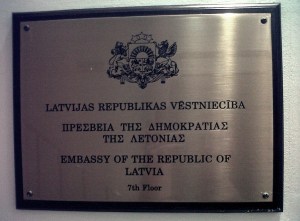 LATVIJAS REPUBLIKAS VĒSTNIECĪBA
ΠΡΕΣΒΕΙΑ ΤΗΣ ΔΗΜΟΚΡΑΤΙΑΣ
ΤΗΣ ΛΕΤΟΝΙΑΣ
EMBASSY OF THE REPUBLIC OF
LATVIA
7th Floor